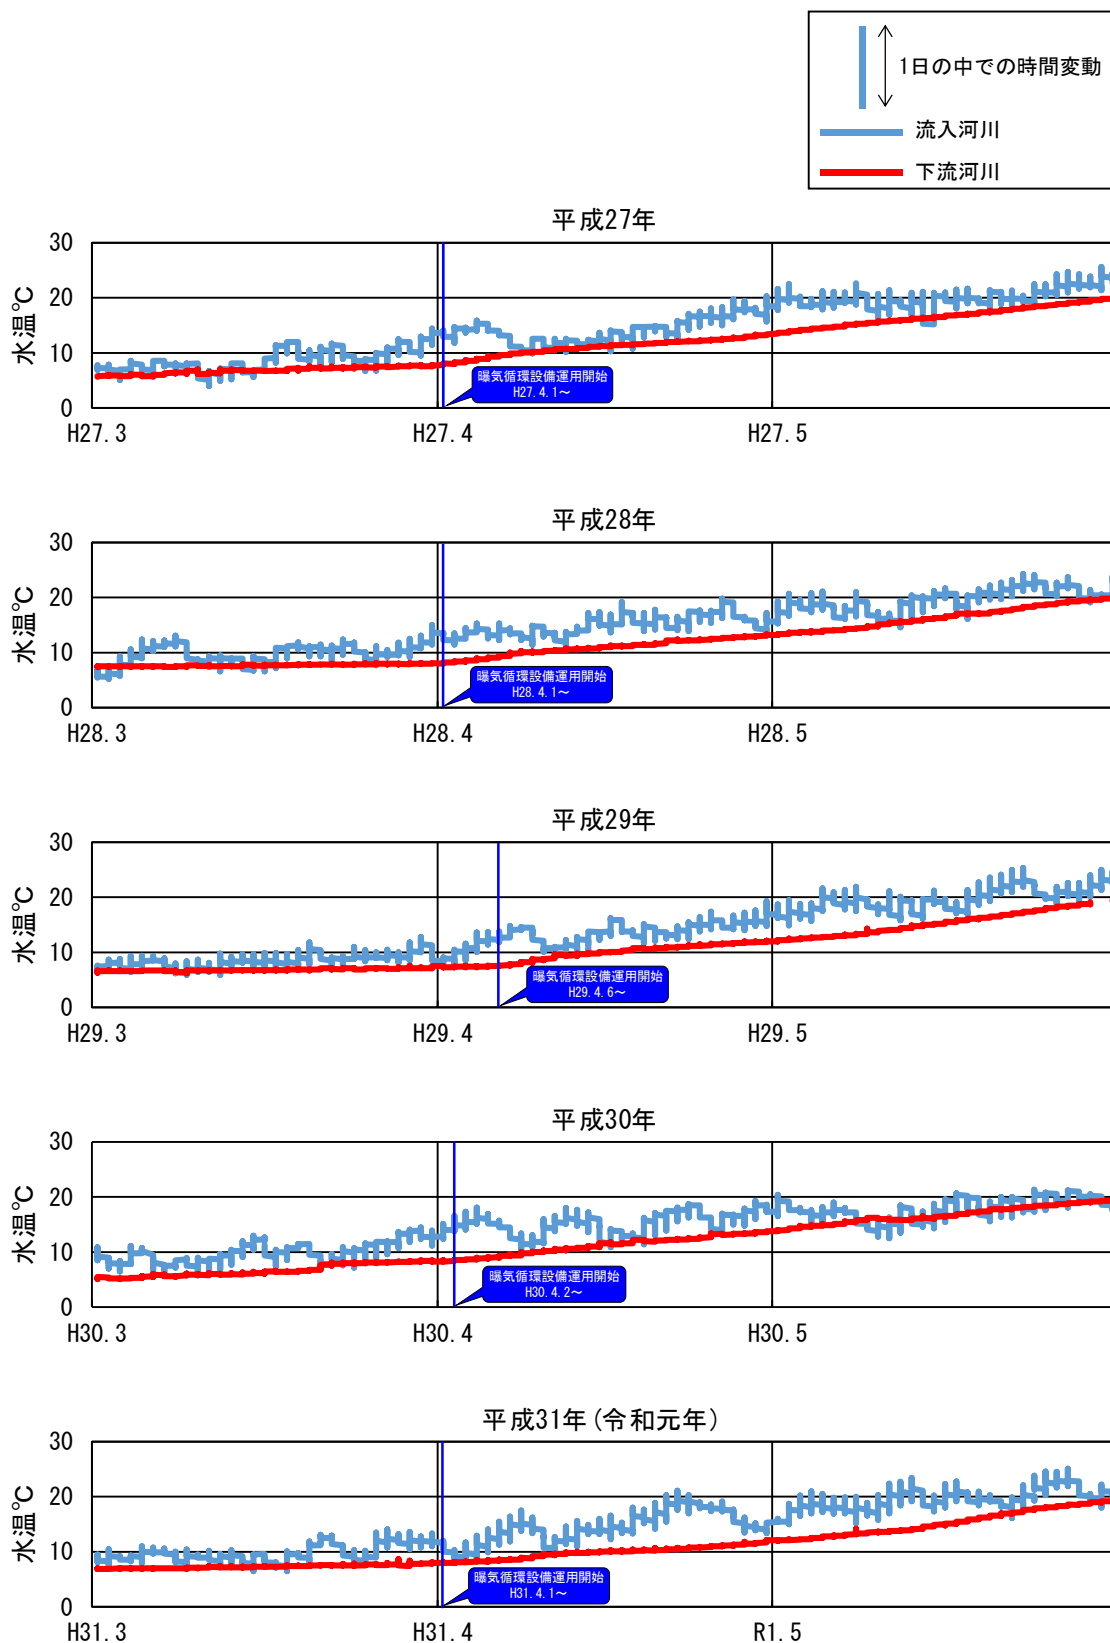 1日の中での時間変動
流入河川
下流河川
平成27年
水温℃
30
20
10
0
曝気循環設備運用開始
H27.4.1～
H27.3
H27.4
H27.5
平成28年
水温℃
30
20
10
0
曝気循環設備運用開始
H28.4.1～
H28.3
H28.4
H28.5
平成29年
水温℃
30
20
10
0
曝気循環設備運用開始
H29.4.6～
H29.3
H29.4
H29.5
平成30年
水温℃
30
20
10
0
曝気循環設備運用開始
H30.4.2～
H30.3
H30.4
H30.5
平成31年(令和元年)
水温℃
30
20
10
0
曝気循環設備運用開始
H31.4.1～
H31.3
H31.4
R1.5